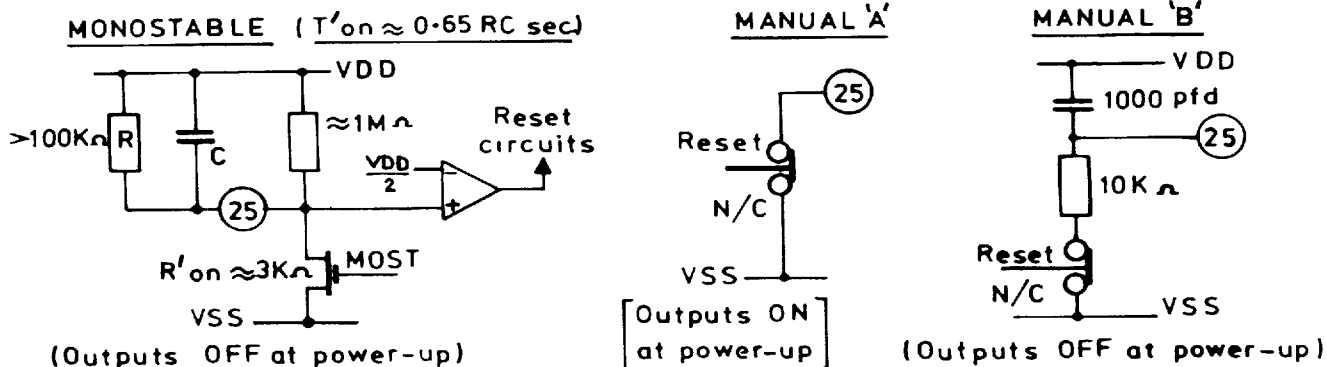 MONOSTABLE (T'on ≈ 0·65 RC sec)
VDD
>100KΩ
R
C
≈1MΩ
VDD
2
-
+
Reset
circuits
25
R'on ≈3KΩ
MOST
VSS
(Outputs OFF at power-up)
MANUAL 'A'
25
Reset
N/C
VSS
[Outputs ON
at power-up]
MANUAL 'B'
VDD
1000 pfd
25
10KΩ
Reset
N/C
VSS
(Outputs OFF at power-up)